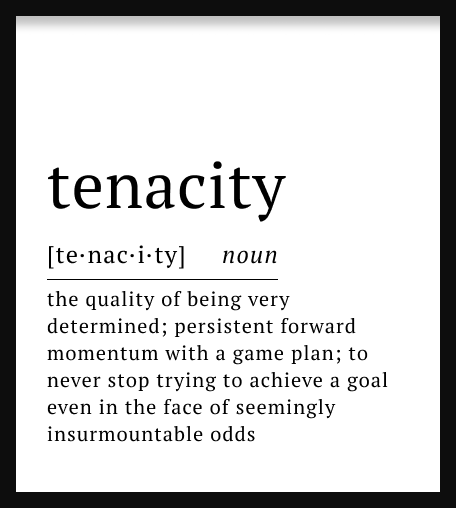 tenacity
[te·nac·i·ty] noun
the quality of being very
determined; persistent forward
momentum with a game plan; to
never stop trying to achieve a goal
even in the face of seemingly
insurmountable odds